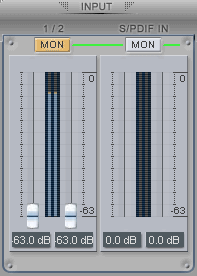 INPUT
1 / 2 S/PDIF IN
MON MON
0 0
-63 -63
-63.0 dB -63.0 dB 0.0 dB 0.0 dB